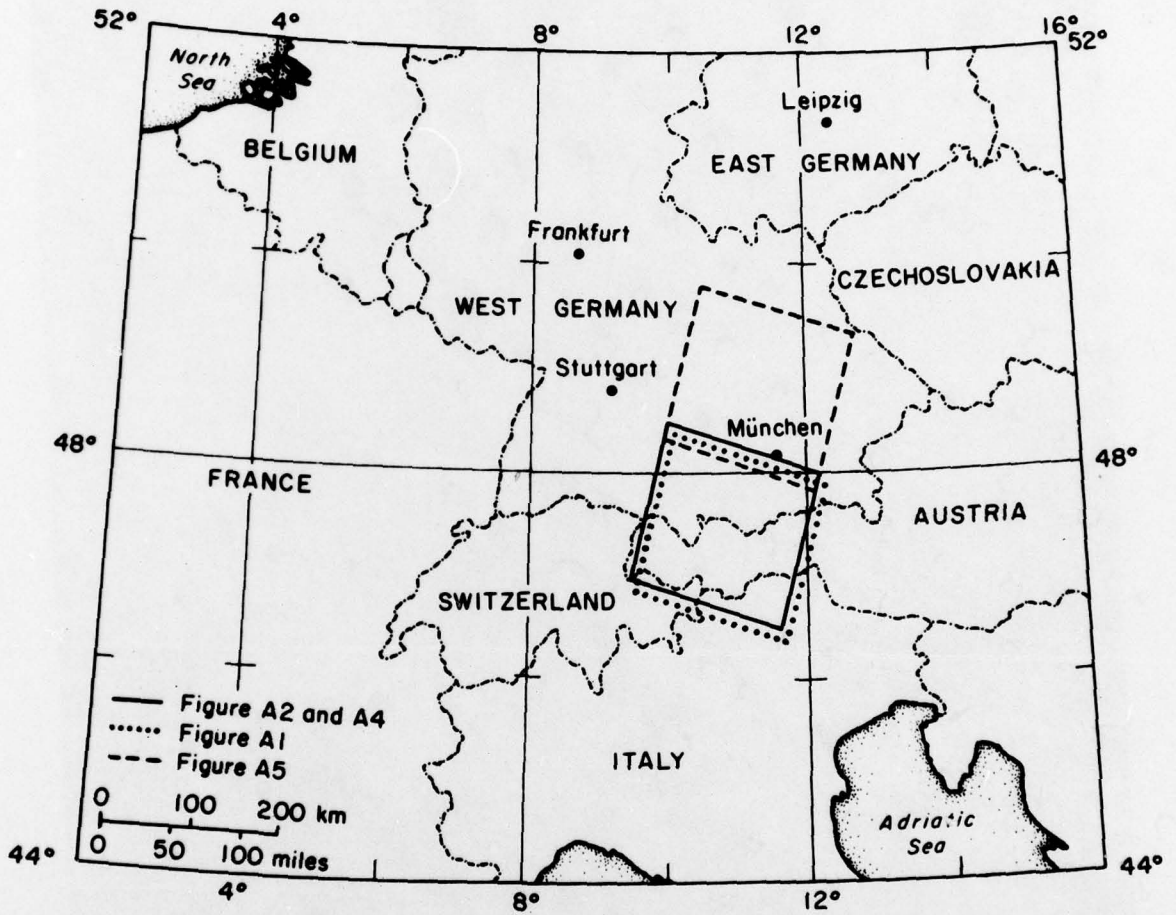 52° 4° 8° 12° 16°
52°
North
Sea
Leipzig
BELGIUM
EAST GERMANY
Frankfurt
CZECHOSLOVAKIA
WEST GERMANY
Stuttgart
München
48° 48°
FRANCE
AUSTRIA
SWITZERLAND
Figure A2 and A4
Figure A1
ITALY
Figure A5
0 100 200 km
Adriatic
Sea
0 50 100 miles
44° 44°
4° 8° 12°